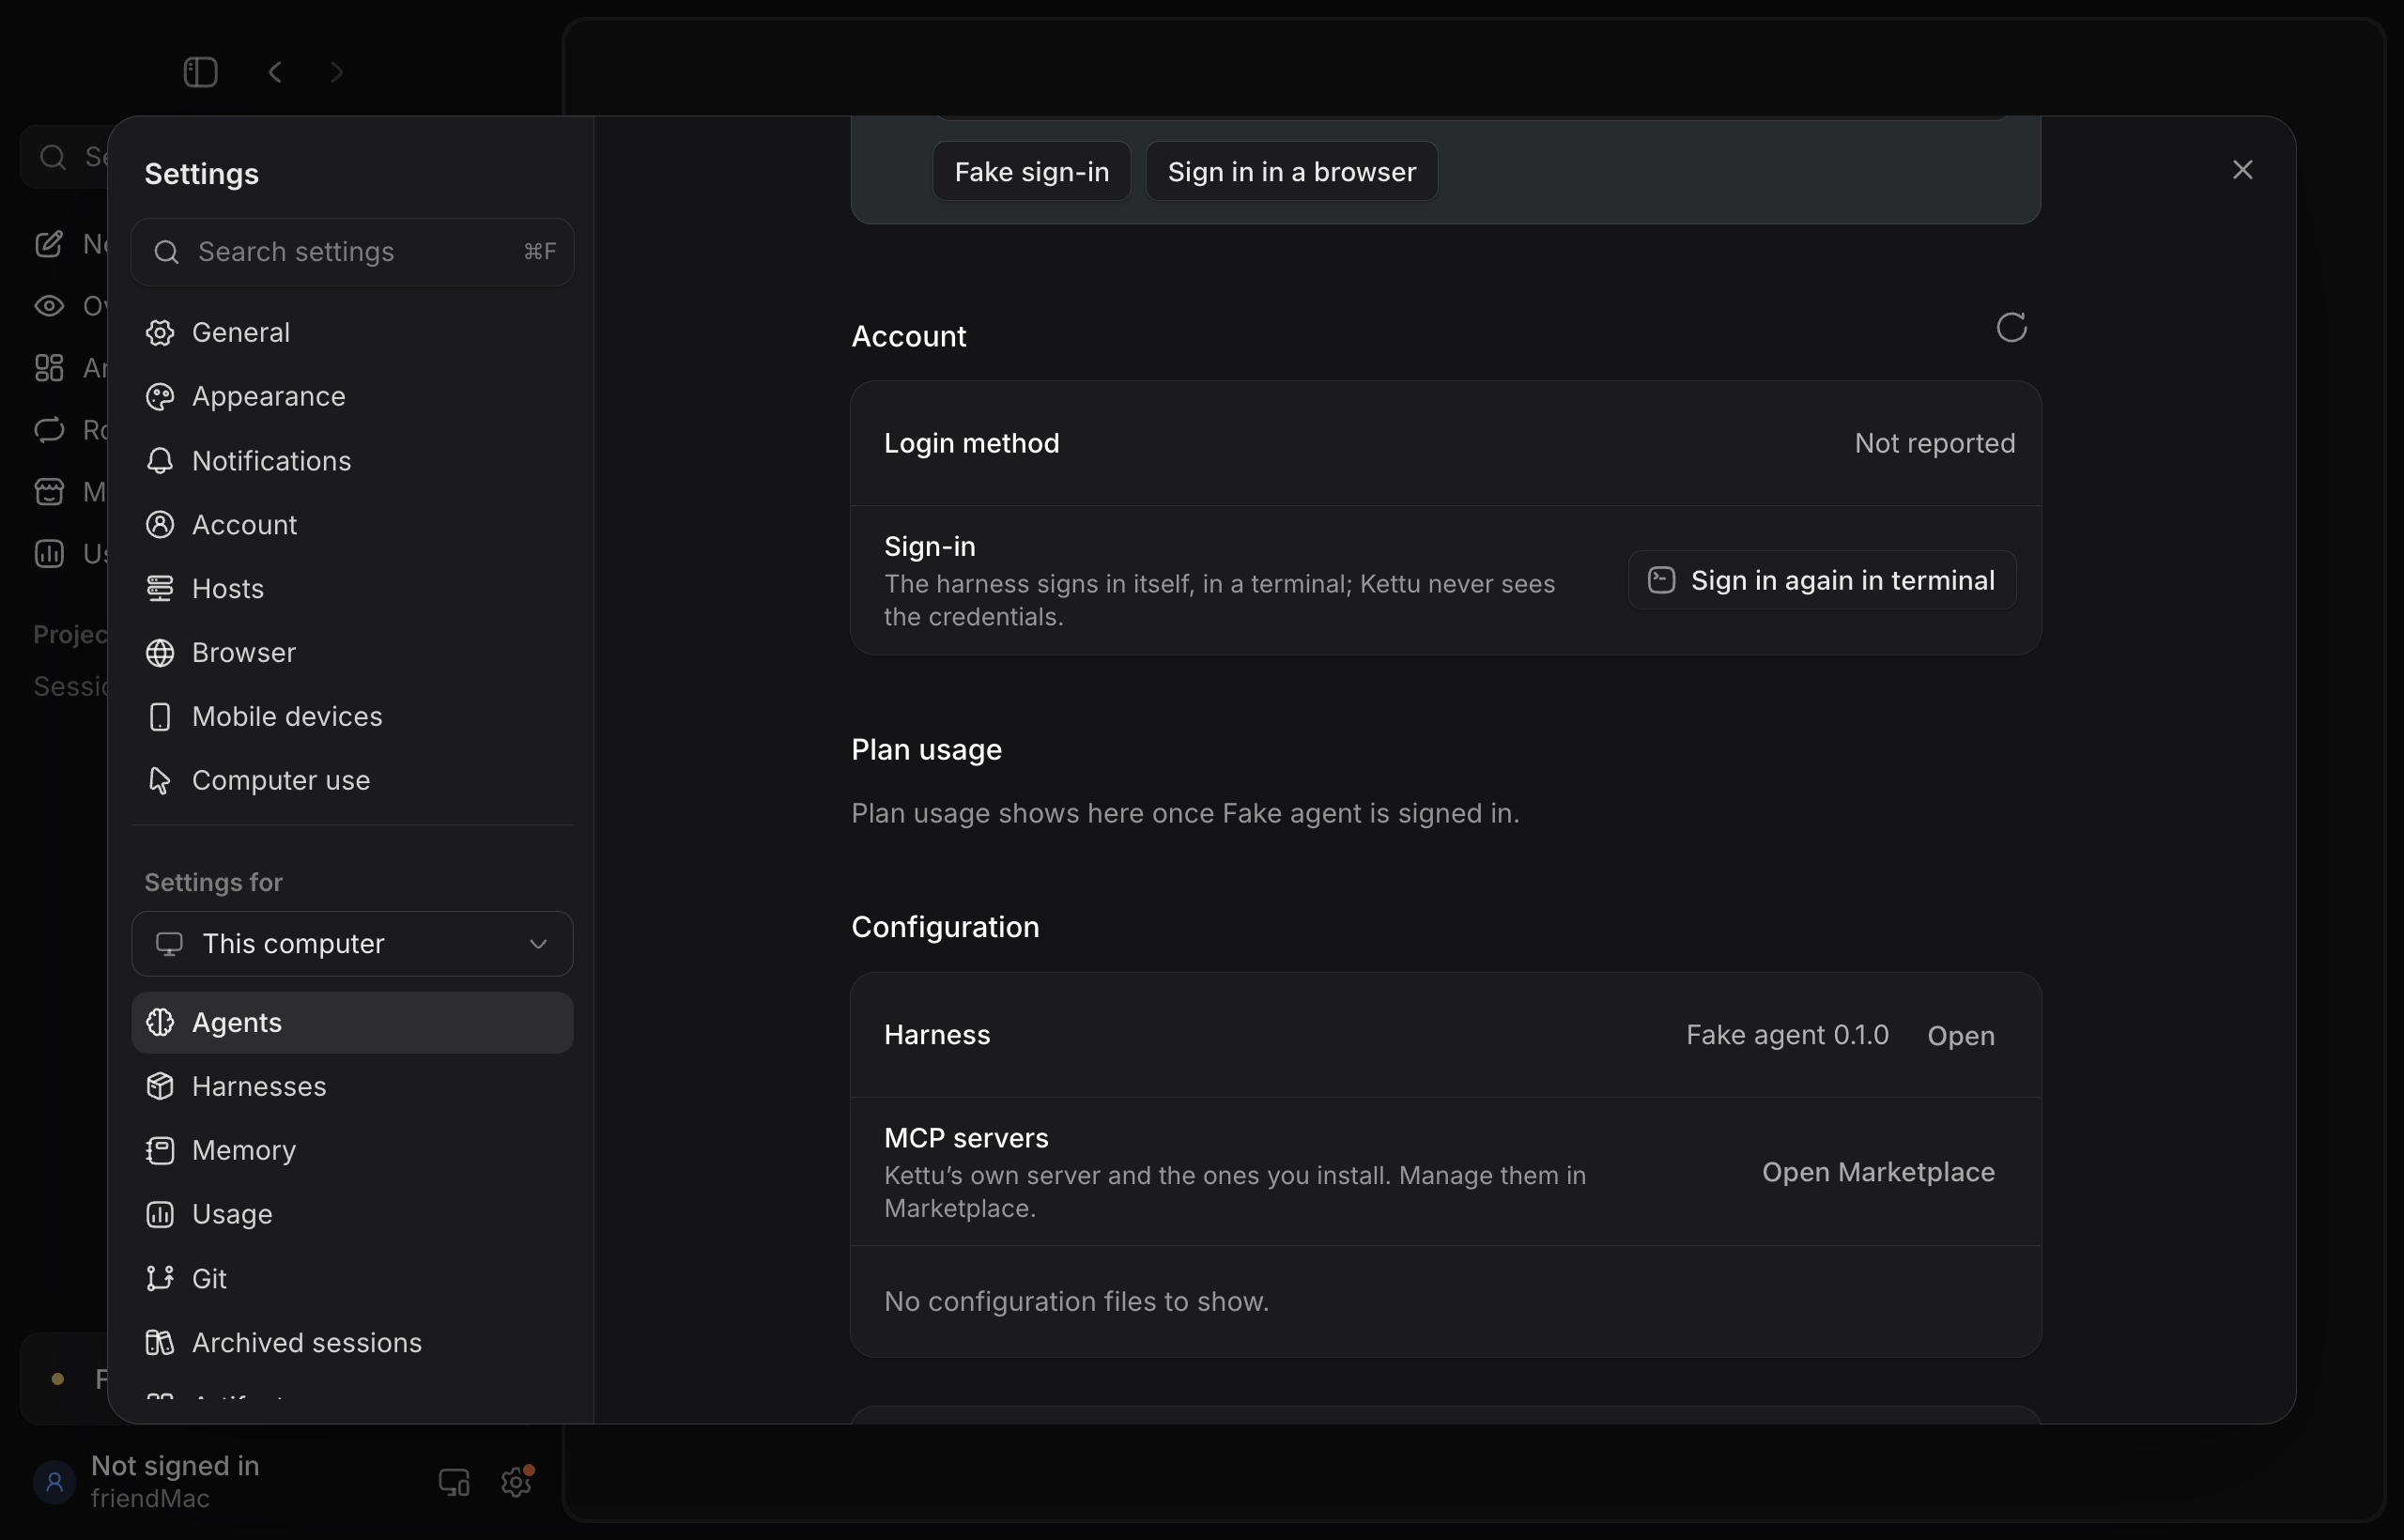 Settings
Search settings ⌘F
General
Appearance
Notifications
Account
Hosts
Browser
Mobile devices
Computer use
Settings for
This computer
Agents
Harnesses
Memory
Usage
Git
Archived sessions
Fake sign-in
Sign in in a browser
Account
Login method
Not reported
Sign-in
The harness signs in itself, in a terminal; Kettu never sees
the credentials.
Sign in again in terminal
Plan usage
Plan usage shows here once Fake agent is signed in.
Configuration
Harness
Fake agent 0.1.0
Open
MCP servers
Kettu’s own server and the ones you install. Manage them in
Marketplace.
Open Marketplace
No configuration files to show.
Not signed in
friendMac